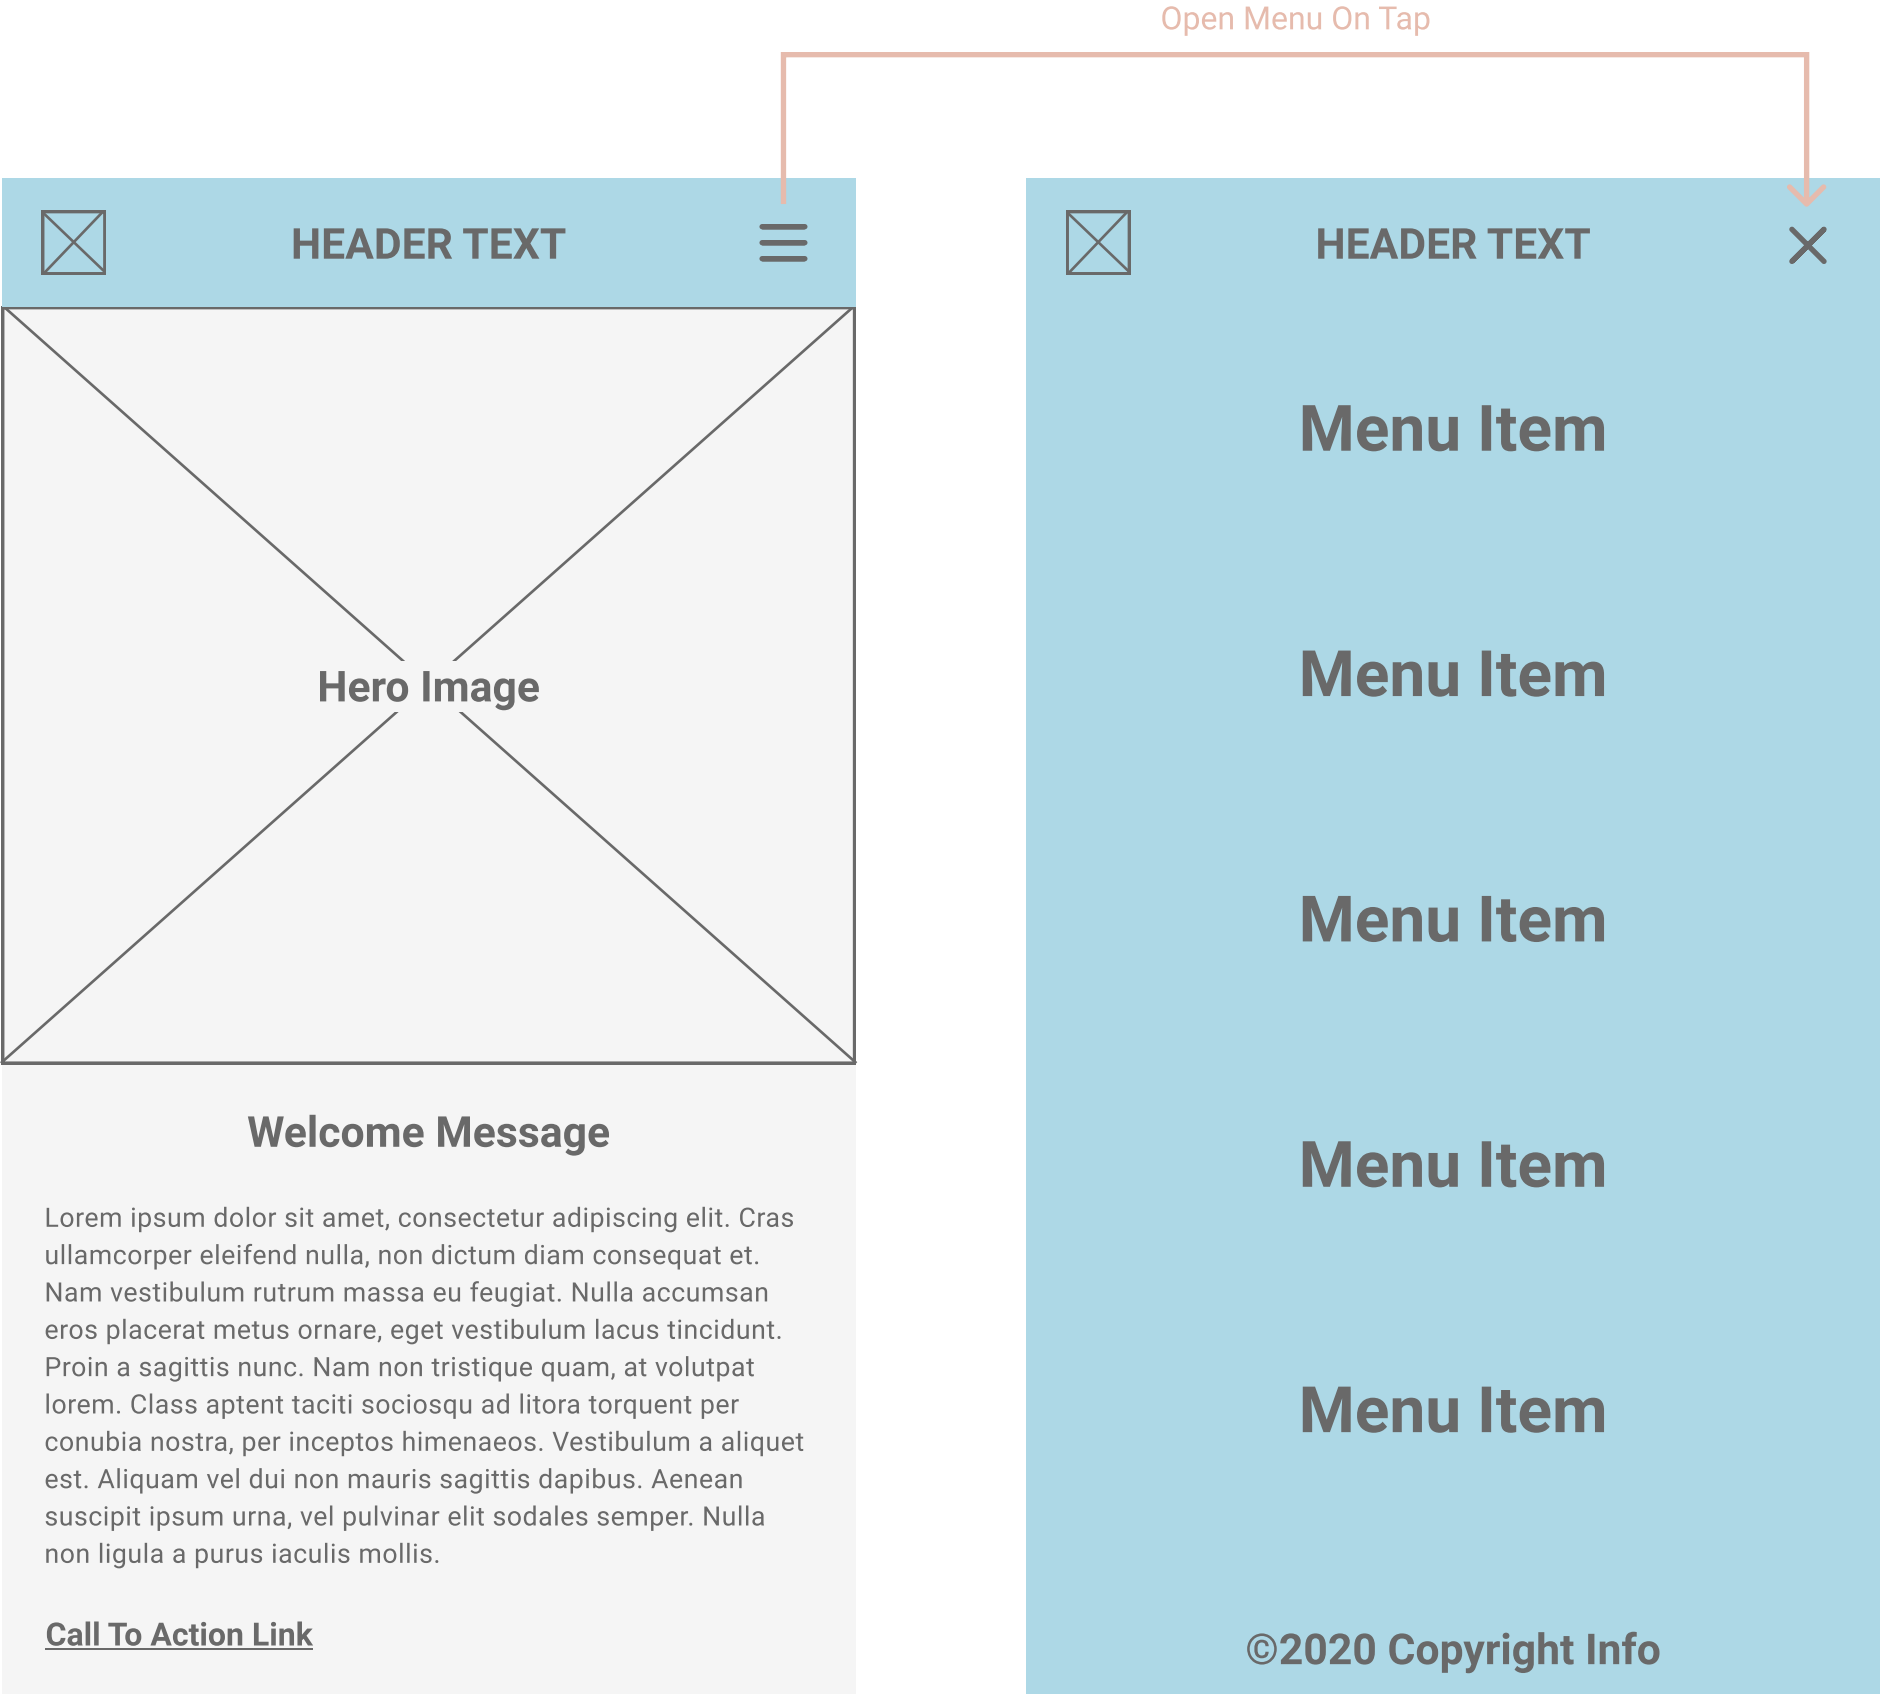 Open Menu On Tap
HEADER TEXT
Hero Image
Welcome Message
Lorem ipsum dolor sit amet, consectetur adipiscing elit. Cras
ullamcorper eleifend nulla, non dictum diam consequat et.
Nam vestibulum rutrum massa eu feugiat. Nulla accumsan
eros placerat metus ornare, eget vestibulum lacus tincidunt.
Proin a sagittis nunc. Nam non tristique quam, at volutpat
lorem. Class aptent taciti sociosqu ad litora torquent per
conubia nostra, per inceptos himenaeos. Vestibulum a aliquet
est. Aliquam vel dui non mauris sagittis dapibus. Aenean
suscipit ipsum urna, vel pulvinar elit sodales semper. Nulla
non ligula a purus iaculis mollis.
Call To Action Link
HEADER TEXT
Menu Item
Menu Item
Menu Item
Menu Item
Menu Item
©2020 Copyright Info